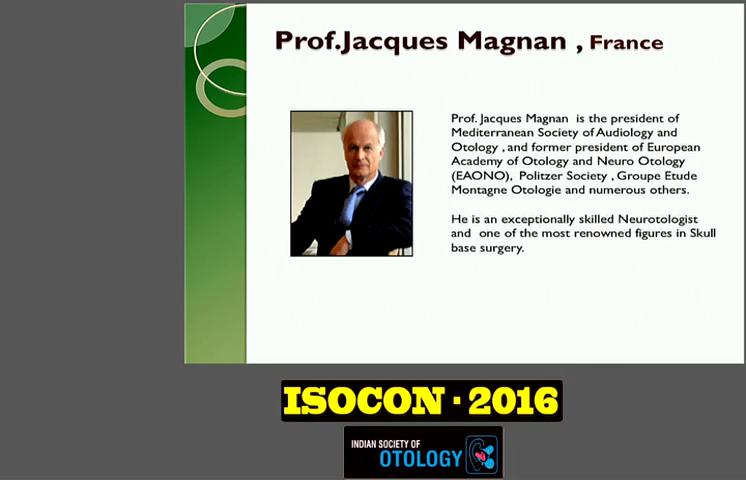 Prof.Jacques Magnan , France
Prof. Jacques Magnan is the president of
Mediterranean Society of Audiology and
Otology , and former president of European
Academy of Otology and Neuro Otology
(EAONO), Politzer Society , Groupe Etude
Montagne Otologie and numerous others.
He is an exceptionally skilled Neurotologist
and one of the most renowned figures in Skull
base surgery.
ISOCON · 2016
INDIAN SOCIETY OF
OTOLOGY